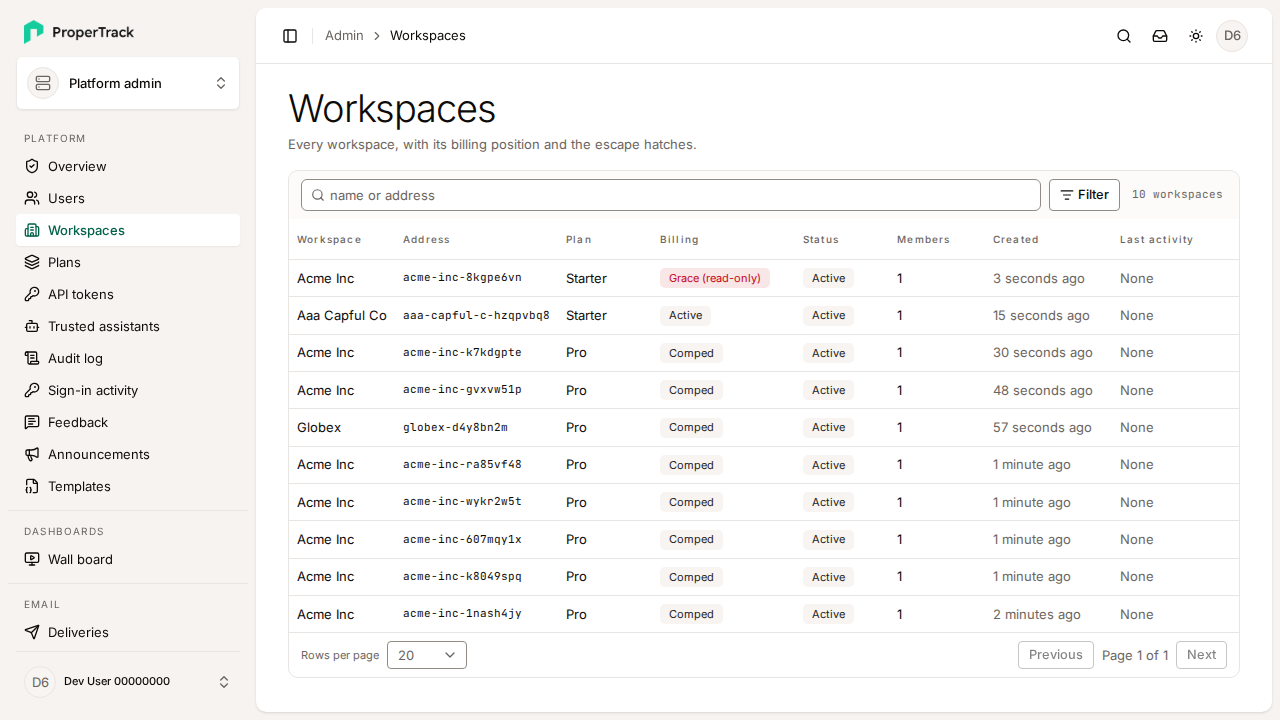 ProperTrack
Platform admin
PLATFORM
Overview
Users
Workspaces
Plans
API tokens
Trusted assistants
Audit log
Sign-in activity
Feedback
Announcements
Templates
DASHBOARDS
Wall board
EMAIL
Deliveries
D6 Dev User 00000000
Admin > Workspaces
D6
Workspaces
Every workspace, with its billing position and the escape hatches.
name or address Filter 10 workspaces
Workspace Address Plan Billing Status Members Created Last activity
Acme Inc acme-inc-8kgpe6vn Starter Grace (read-only) Active 1 3 seconds ago None
Aaa Capful Co aaa-capful-c-hzqpvbq8 Starter Active Active 1 15 seconds ago None
Acme Inc acme-inc-k7kdgpte Pro Comped Active 1 30 seconds ago None
Acme Inc acme-inc-gvxvw51p Pro Comped Active 1 48 seconds ago None
Globex globex-d4y8bn2m Pro Comped Active 1 57 seconds ago None
Acme Inc acme-inc-ra85vf48 Pro Comped Active 1 1 minute ago None
Acme Inc acme-inc-wykr2w5t Pro Comped Active 1 1 minute ago None
Acme Inc acme-inc-607mqy1x Pro Comped Active 1 1 minute ago None
Acme Inc acme-inc-k8049spq Pro Comped Active 1 1 minute ago None
Acme Inc acme-inc-1nash4jy Pro Comped Active 1 2 minutes ago None
Rows per page 20 Previous Page 1 of 1 Next